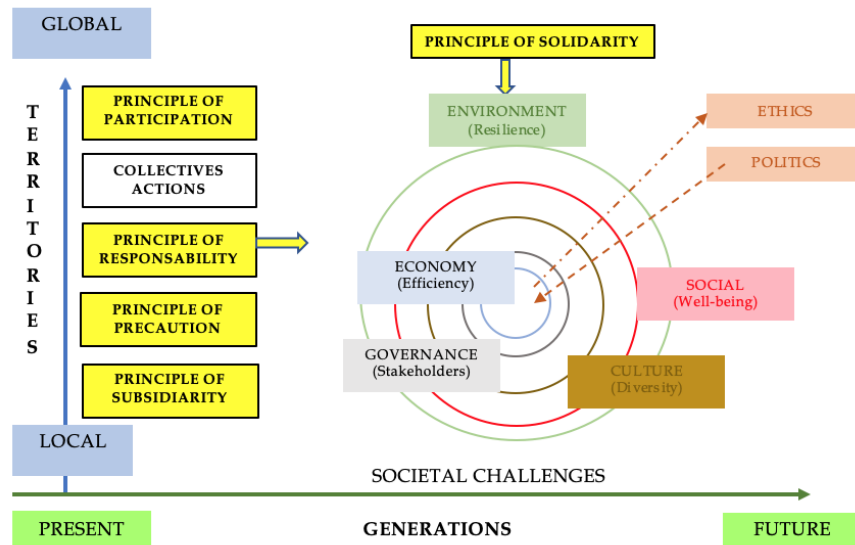 GLOBAL
PRINCIPLE OF SOLIDARITY
TERRITORIES
PRINCIPLE OF
PARTICIPATION
COLLECTIVES
ACTIONS
PRINCIPLE OF
RESPONSABILITY
PRINCIPLE OF
PRECAUTION
PRINCIPLE OF
SUBSIDIARITY
LOCAL
ENVIRONMENT
(Resilience)
ETHICS
POLITICS
ECONOMY
(Efficiency)
SOCIAL
(Well-being)
GOVERNANCE
(Stakeholders)
CULTURE
(Diversity)
SOCIETAL CHALLENGES
PRESENT
GENERATIONS
FUTURE